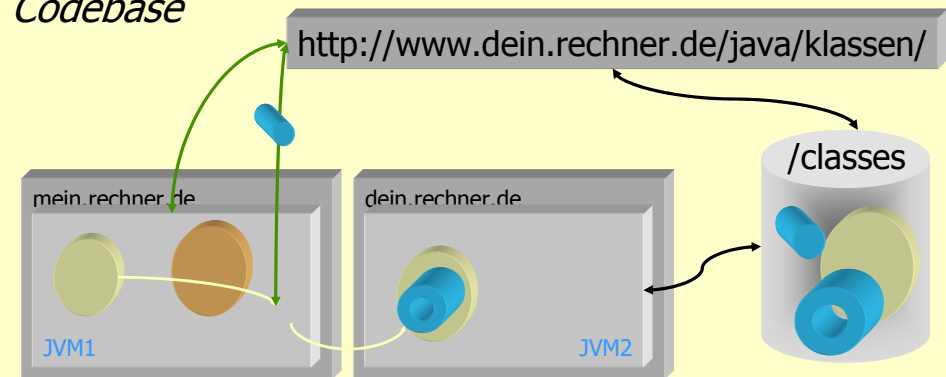 Codebase
http://www.dein.rechner.de/java/klassen/
/classes
mein.rechner.de
dein.rechner.de
JVM1
JVM2